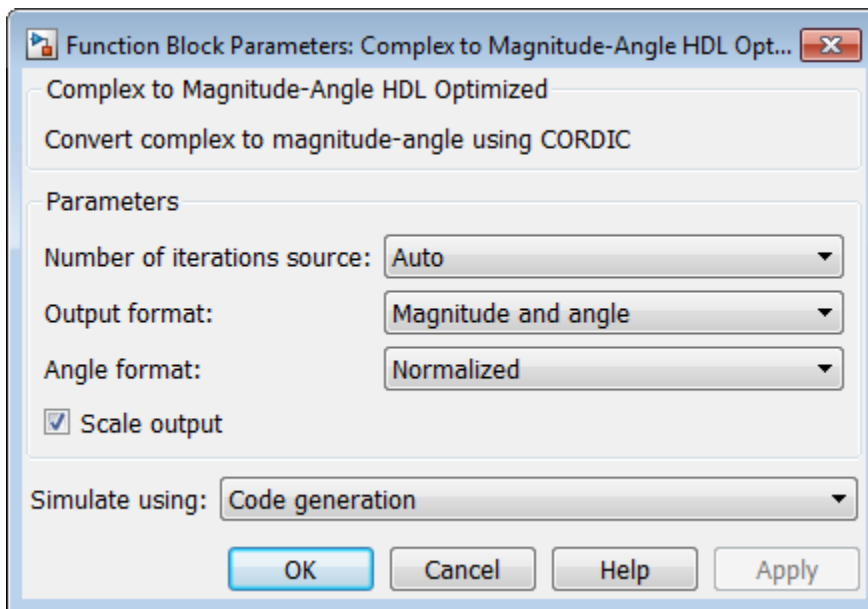 Function Block Parameters: Complex to Magnitude-Angle HDL Opt...
Complex to Magnitude-Angle HDL Optimized
Convert complex to magnitude-angle using CORDIC
Parameters
Number of iterations source: Auto
Output format: Magnitude and angle
Angle format: Normalized
Scale output
Simulate using: Code generation
OK Cancel Help Apply